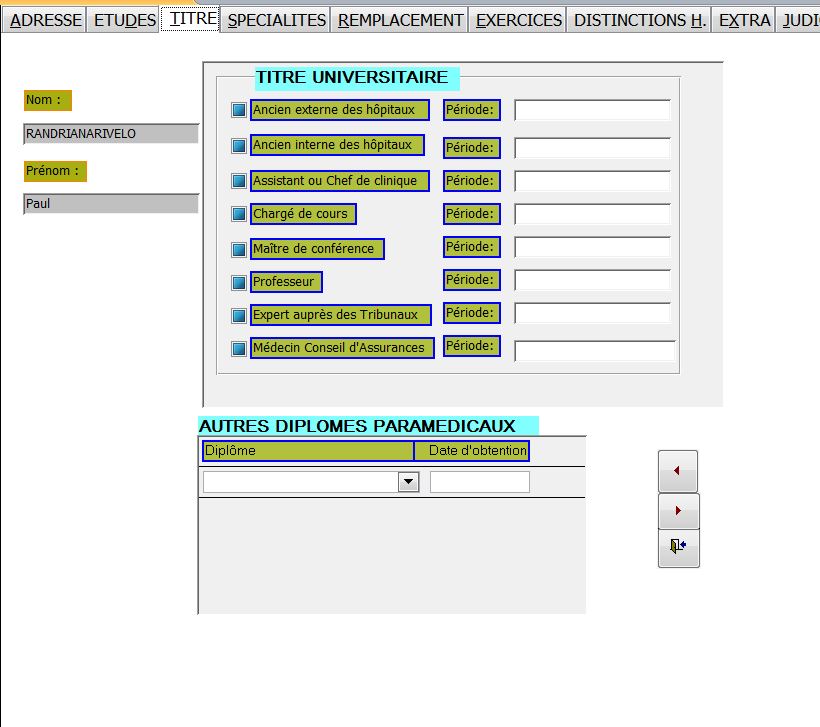 ADRESSE ETUDES TITRE SPECIALITES REMPLACEMENT EXERCICES DISTINCTIONS H. EXTRA JUDI
TITRE UNIVERSITAIRE
Nom :
RANDRIANARIVELO
Prénom :
Paul
Ancien externe des hôpitaux Période:
Ancien interne des hôpitaux Période:
Assistant ou Chef de clinique Période:
Chargé de cours Période:
Maître de conférence Période:
Professeur Période:
Expert auprès des Tribunaux Période:
Médecin Conseil d'Assurances Période:
AUTRES DIPLOMES PARAMEDICAUX
Diplôme Date d'obtention